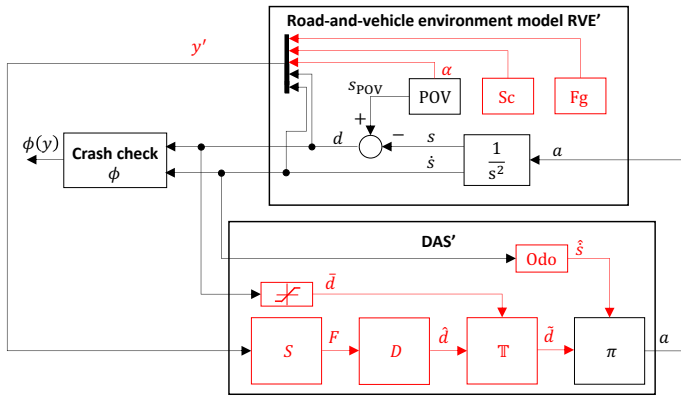 Road-and-vehicle environment model RVE'
y'
α
s_POV
POV
Sc
Fg
+
−
ϕ(y)
Crash check
ϕ
d
s
ṡ
1
s²
a
DAS'
Odo
ŝ̇
d̄
S
F
D
d̂
𝕋
d̃
π
a